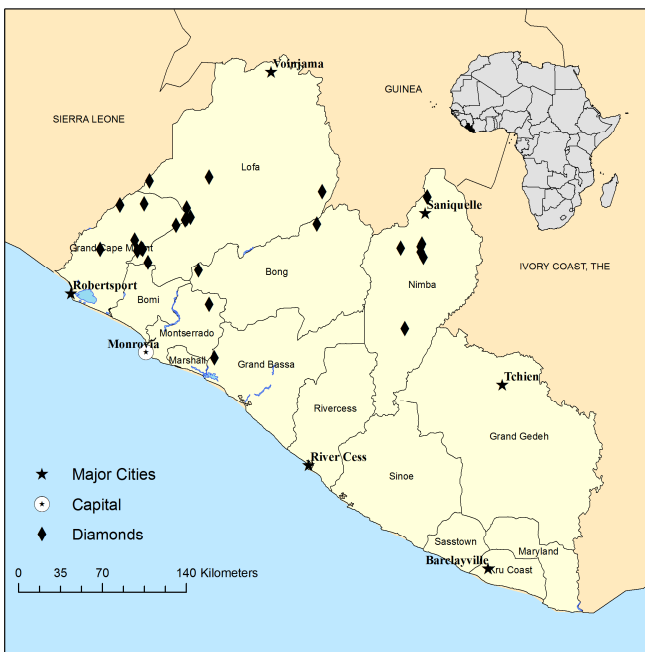 Voinjama
GUINEA
SIERRA LEONE
Lofa
Saniquelle
Grand Cape Mount
IVORY COAST, THE
Bong
Nimba
Robertsport
Bomi
Montserrado
Monrovia
Marshall
Grand Bassa
Tchien
Rivercess
Grand Gedeh
River Cess
Major Cities
Sinoe
Capital
Diamonds
Sasstown
Maryland
Barclayville
Kru Coast
0 35 70 140 Kilometers